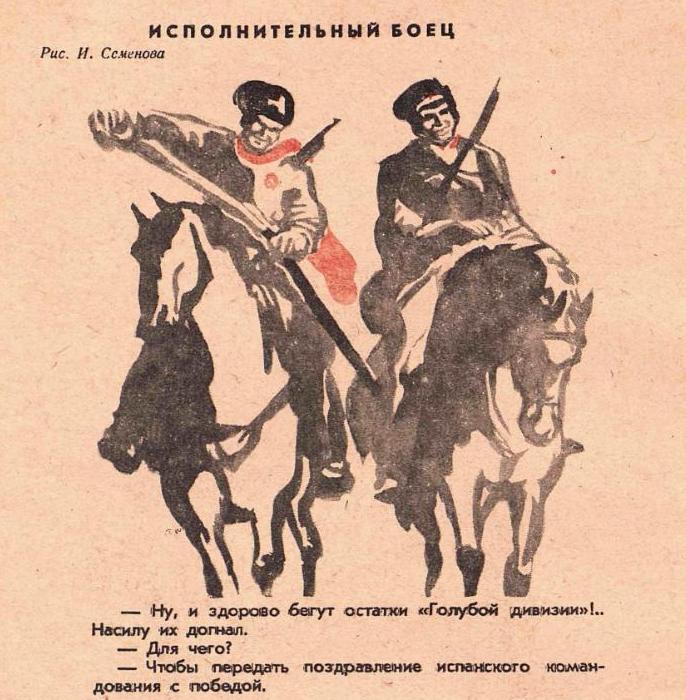 ИСПОЛНИТЕЛЬНЫЙ БОЕЦ
Рис. И. Семенова
— Ну, и здорово бегут остатки «Голубой дивизии»!..
Насилу их догнал.
— Для чего?
— Чтобы передать поздравление испанского коман-
дования с победой.